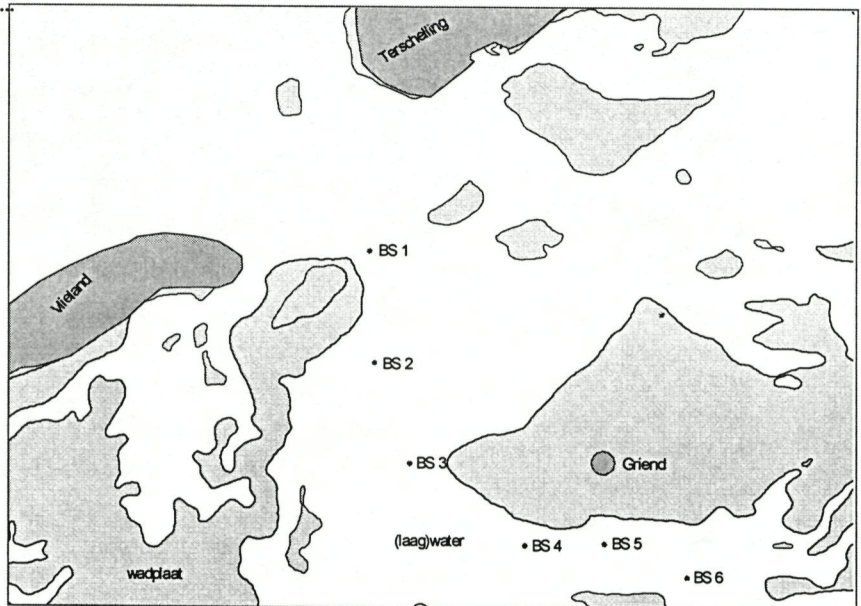 Terschelling
BS 1
Vlieland
BS 2
BS 3
Griend
(laag)water
BS 4
BS 5
wadplaat
BS 6